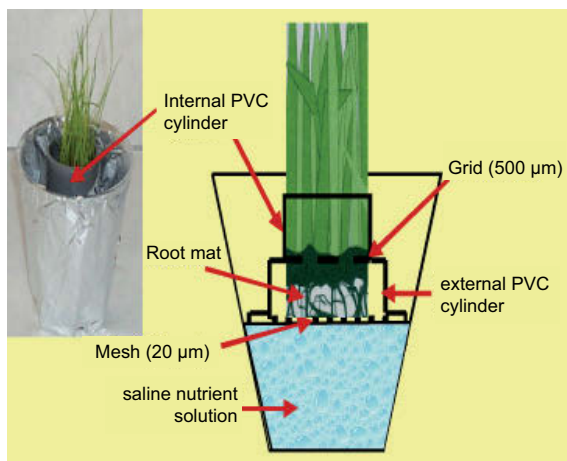 Internal PVC
cylinder
Grid (500 µm)
Root mat
external PVC
cylinder
Mesh (20 µm)
saline nutrient
solution